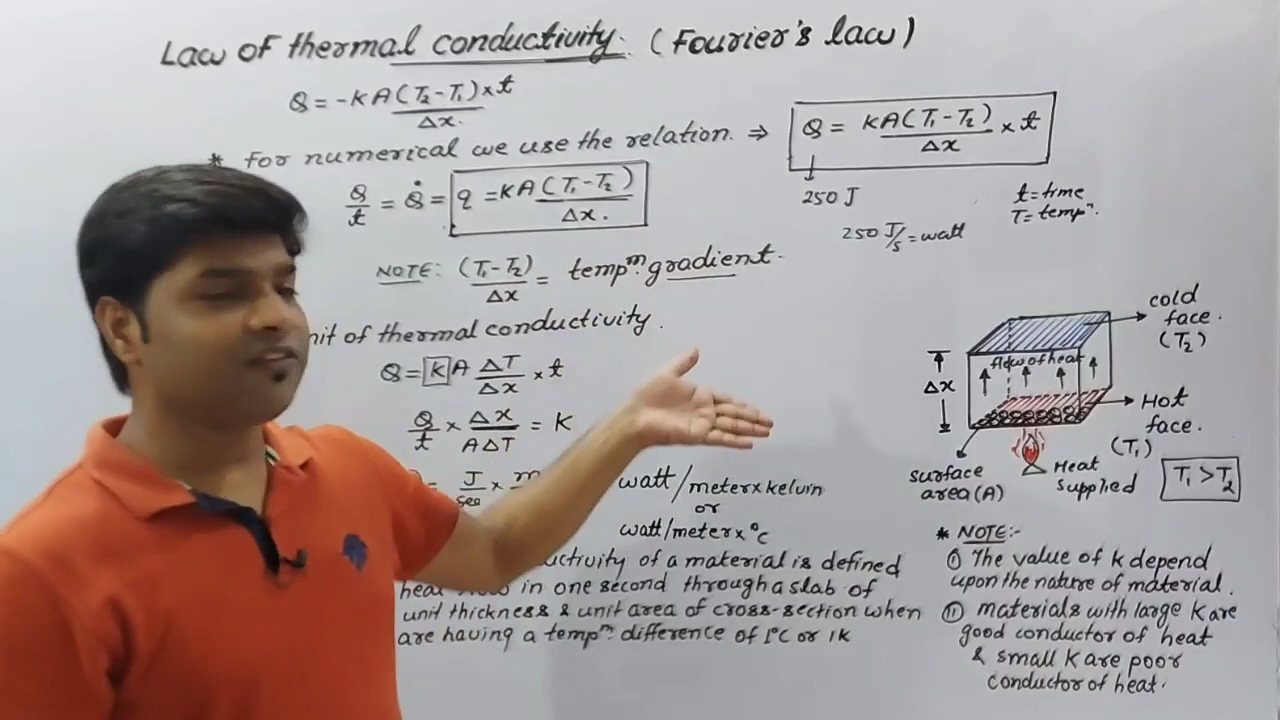 Law of thermal conductivity. (Fourier's law)
Q = -KA(T₂-T₁)/Δx. × t
* For numerical we use the relation. ⇒ Q = KA(T₁-T₂)/Δx × t
Q/t = Q̇ = q = KA(T₁-T₂)/Δx.
250 J
250 J/s = watt
t = time
T = tempⁿ.
NOTE: (T₁-T₂)/Δx = tempᵐ. gradient.
nit of thermal conductivity.
Q = K A ΔT/Δx × t
Q/t × Δx/AΔT = K
= J/sec × m
watt/meter×kelvin
or
watt/meter×°C
uctivity of a material is defined
heat in one second through a slab of
unit thickness & unit area of cross-section when
are having a tempⁿ. difference of 1°C or 1K
cold
face.
(T₂)
flow of heat
Δx
Hot
face.
(T₁)
surface
area(A)
Heat
supplied
T₁ > T₂
* NOTE:-
① The value of K depend
upon the nature of material.
② materials with large K are
good conductor of heat
& small K are poor
conductor of heat.